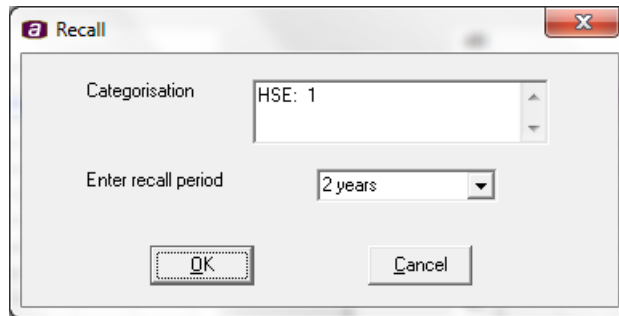 a Recall
Categorisation
HSE: 1
Enter recall period
2 years
OK
Cancel